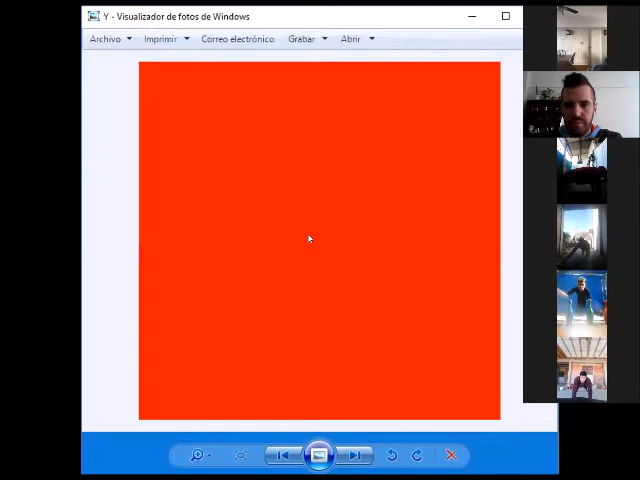 Y - Visualizador de fotos de Windows
Archivo Imprimir Correo electrónico Grabar Abrir